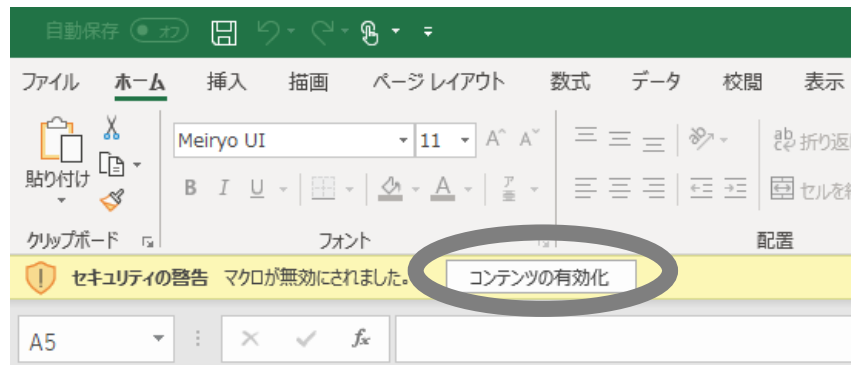 自動保存 オフ
ファイル ホーム 挿入 描画 ページ レイアウト 数式 データ 校閲 表示
貼り付け
Meiryo UI 11 A A
ab 折り返
B I U A ア 亜
セルを
クリップボード フォント 配置
セキュリティの警告 マクロが無効にされました。 コンテンツの有効化
A5 fx